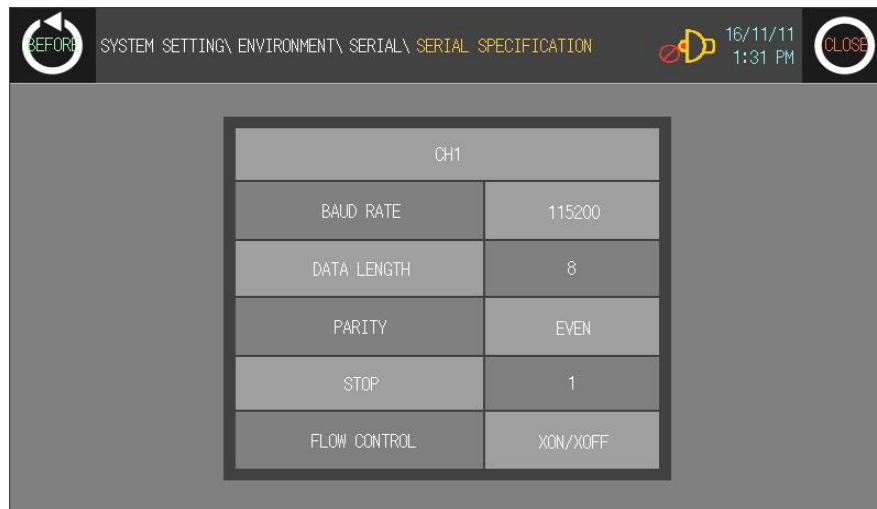 BEFORE
SYSTEM SETTING\ ENVIRONMENT\ SERIAL\ SERIAL SPECIFICATION
16/11/11
1:31 PM
CLOSE
CH1
BAUD RATE 115200
DATA LENGTH 8
PARITY EVEN
STOP 1
FLOW CONTROL XON/XOFF